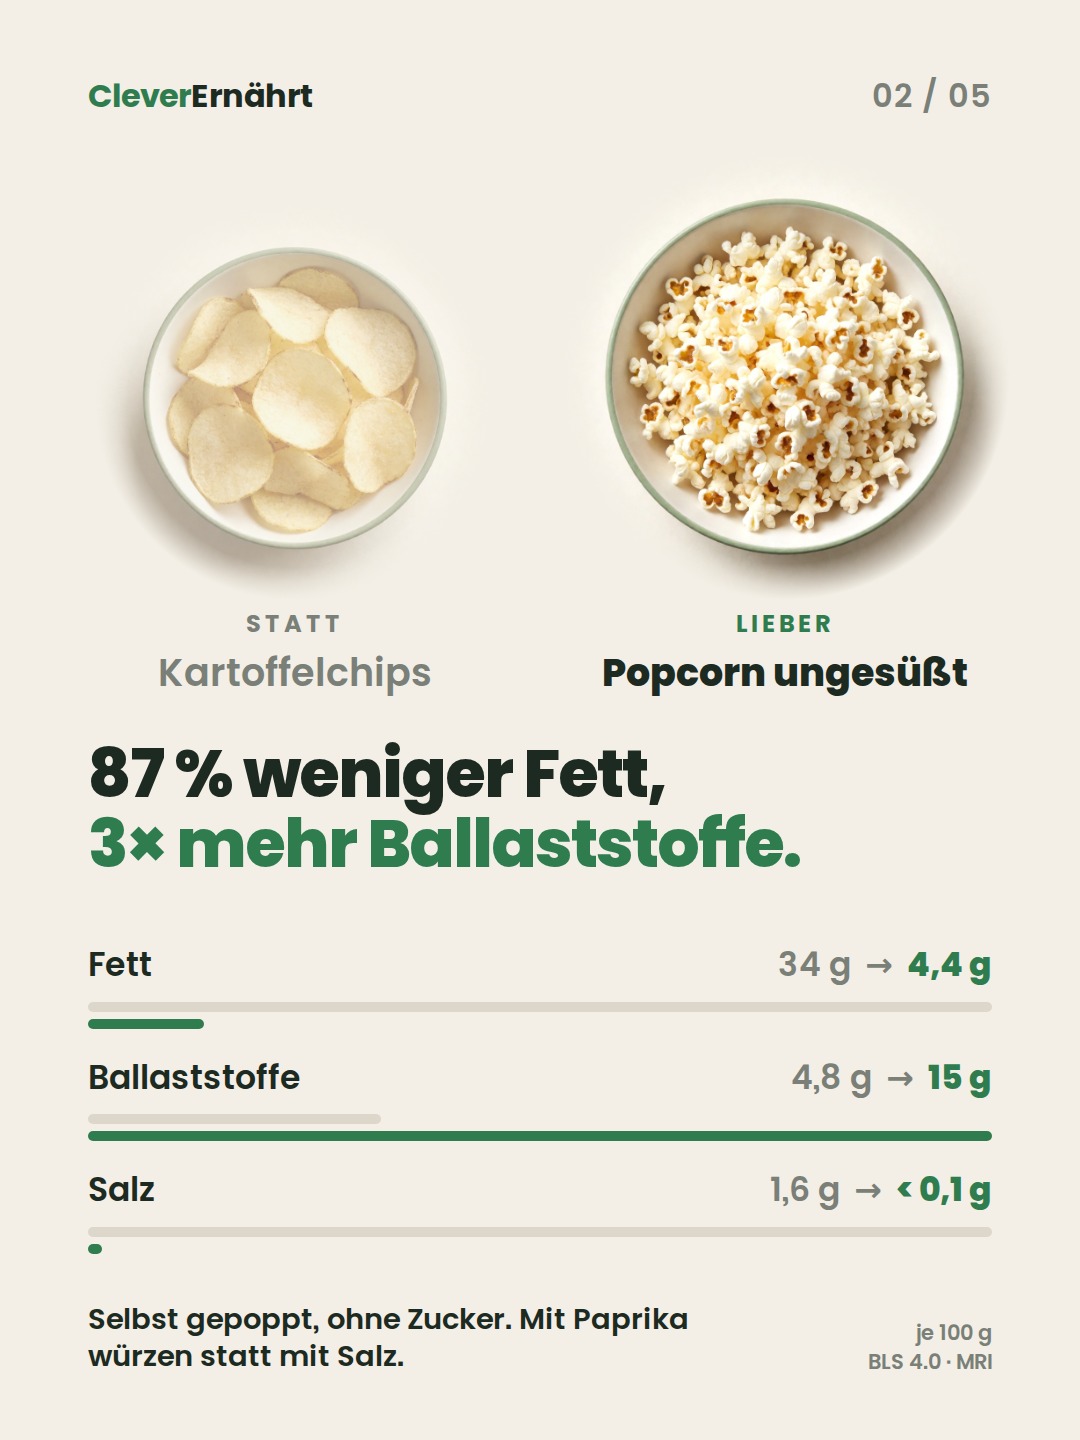 CleverErnährt
02 / 05
STATT
Kartoffelchips
LIEBER
Popcorn ungesüßt
87 % weniger Fett,
3× mehr Ballaststoffe.
Fett
34 g → 4,4 g
Ballaststoffe
4,8 g → 15 g
Salz
1,6 g → < 0,1 g
Selbst gepoppt, ohne Zucker. Mit Paprika
würzen statt mit Salz.
je 100 g
BLS 4.0 · MRI